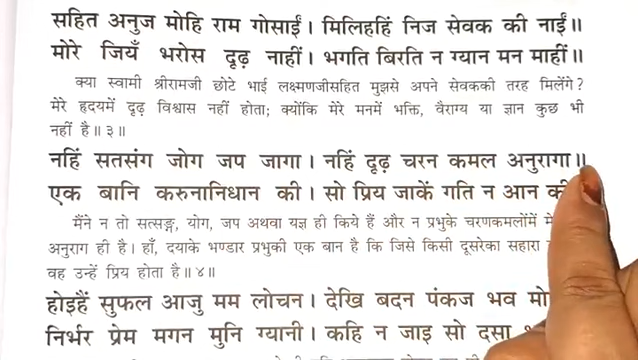 सहित अनुज मोहि राम गोसाईं। मिलिहहिं निज सेवक की नाईं॥
मोरे जियँ भरोस दृढ़ नाहीं। भगति बिरति न ग्यान मन माहीं॥
क्या स्वामी श्रीरामजी छोटे भाई लक्ष्मणजीसहित मुझसे अपने सेवककी तरह मिलेंगे?
मेरे हृदयमें दृढ़ विश्वास नहीं होता; क्योंकि मेरे मनमें भक्ति, वैराग्य या ज्ञान कुछ भी
नहीं है॥ ३॥
नहिं सतसंग जोग जप जागा। नहिं दृढ़ चरन कमल अनुरागा॥
एक बानि करुनानिधान की। सो प्रिय जाकें गति न आन की
मैंने न तो सत्सङ्ग, योग, जप अथवा यज्ञ ही किये हैं और न प्रभुके चरणकमलोंमें
अनुराग ही है। हाँ, दयाके भण्डार प्रभुकी एक बान है कि जिसे किसी दूसरेका सहारा
वह उन्हें प्रिय होता है॥ ४॥
होइहैं सुफल आजु मम लोचन। देखि बदन पंकज भव
निर्भर प्रेम मगन मुनि ग्यानी। कहि न जाइ सो दसा